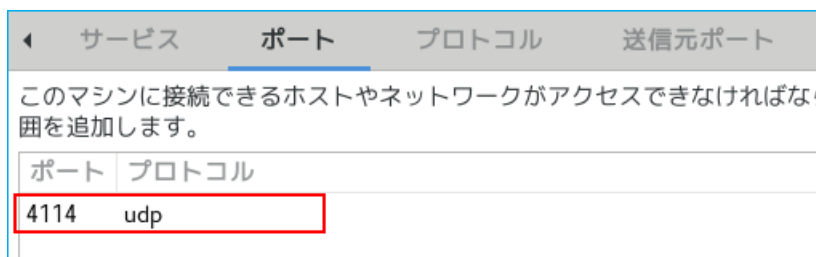 サービス ポート プロトコル 送信元ポート
このマシンに接続できるホストやネットワークがアクセスできなければな
囲を追加します。
ポート プロトコル
4114 udp